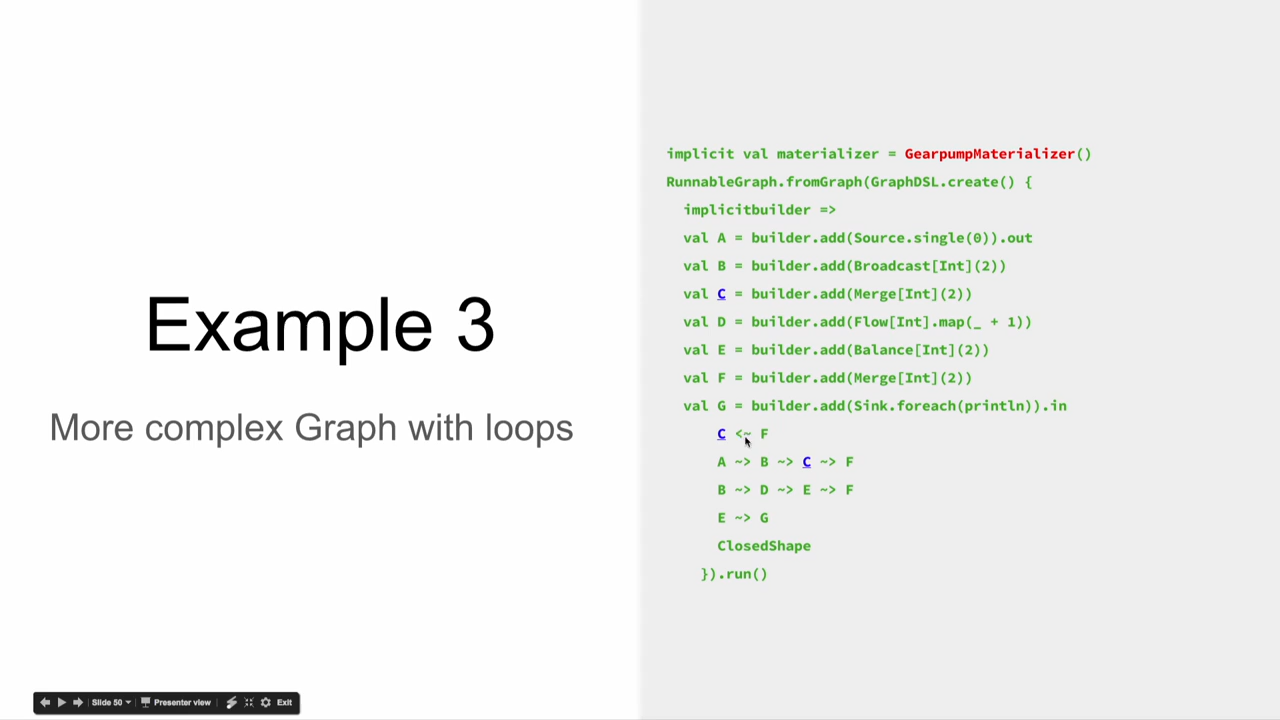 Example 3
More complex Graph with loops
implicit val materializer = GearpumpMaterializer()
RunnableGraph.fromGraph(GraphDSL.create() {
implicitbuilder =>
val A = builder.add(Source.single(0)).out
val B = builder.add(Broadcast[Int](2))
val C = builder.add(Merge[Int](2))
val D = builder.add(Flow[Int].map(_ + 1))
val E = builder.add(Balance[Int](2))
val F = builder.add(Merge[Int](2))
val G = builder.add(Sink.foreach(println)).in
C <~ F
A ~> B ~> C ~> F
B ~> D ~> E ~> F
E ~> G
ClosedShape
}).run()
Slide 50 Presenter view Exit